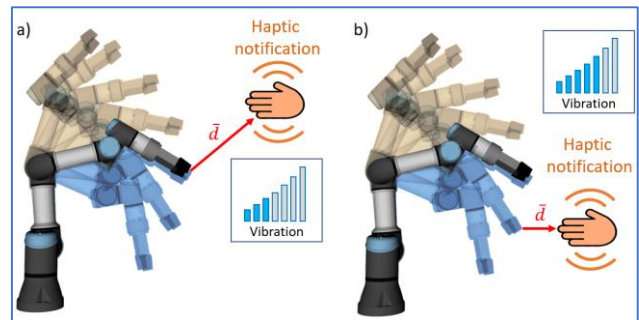 a)
Haptic
notification
d̄
Vibration
b)
Vibration
Haptic
notification
d̄